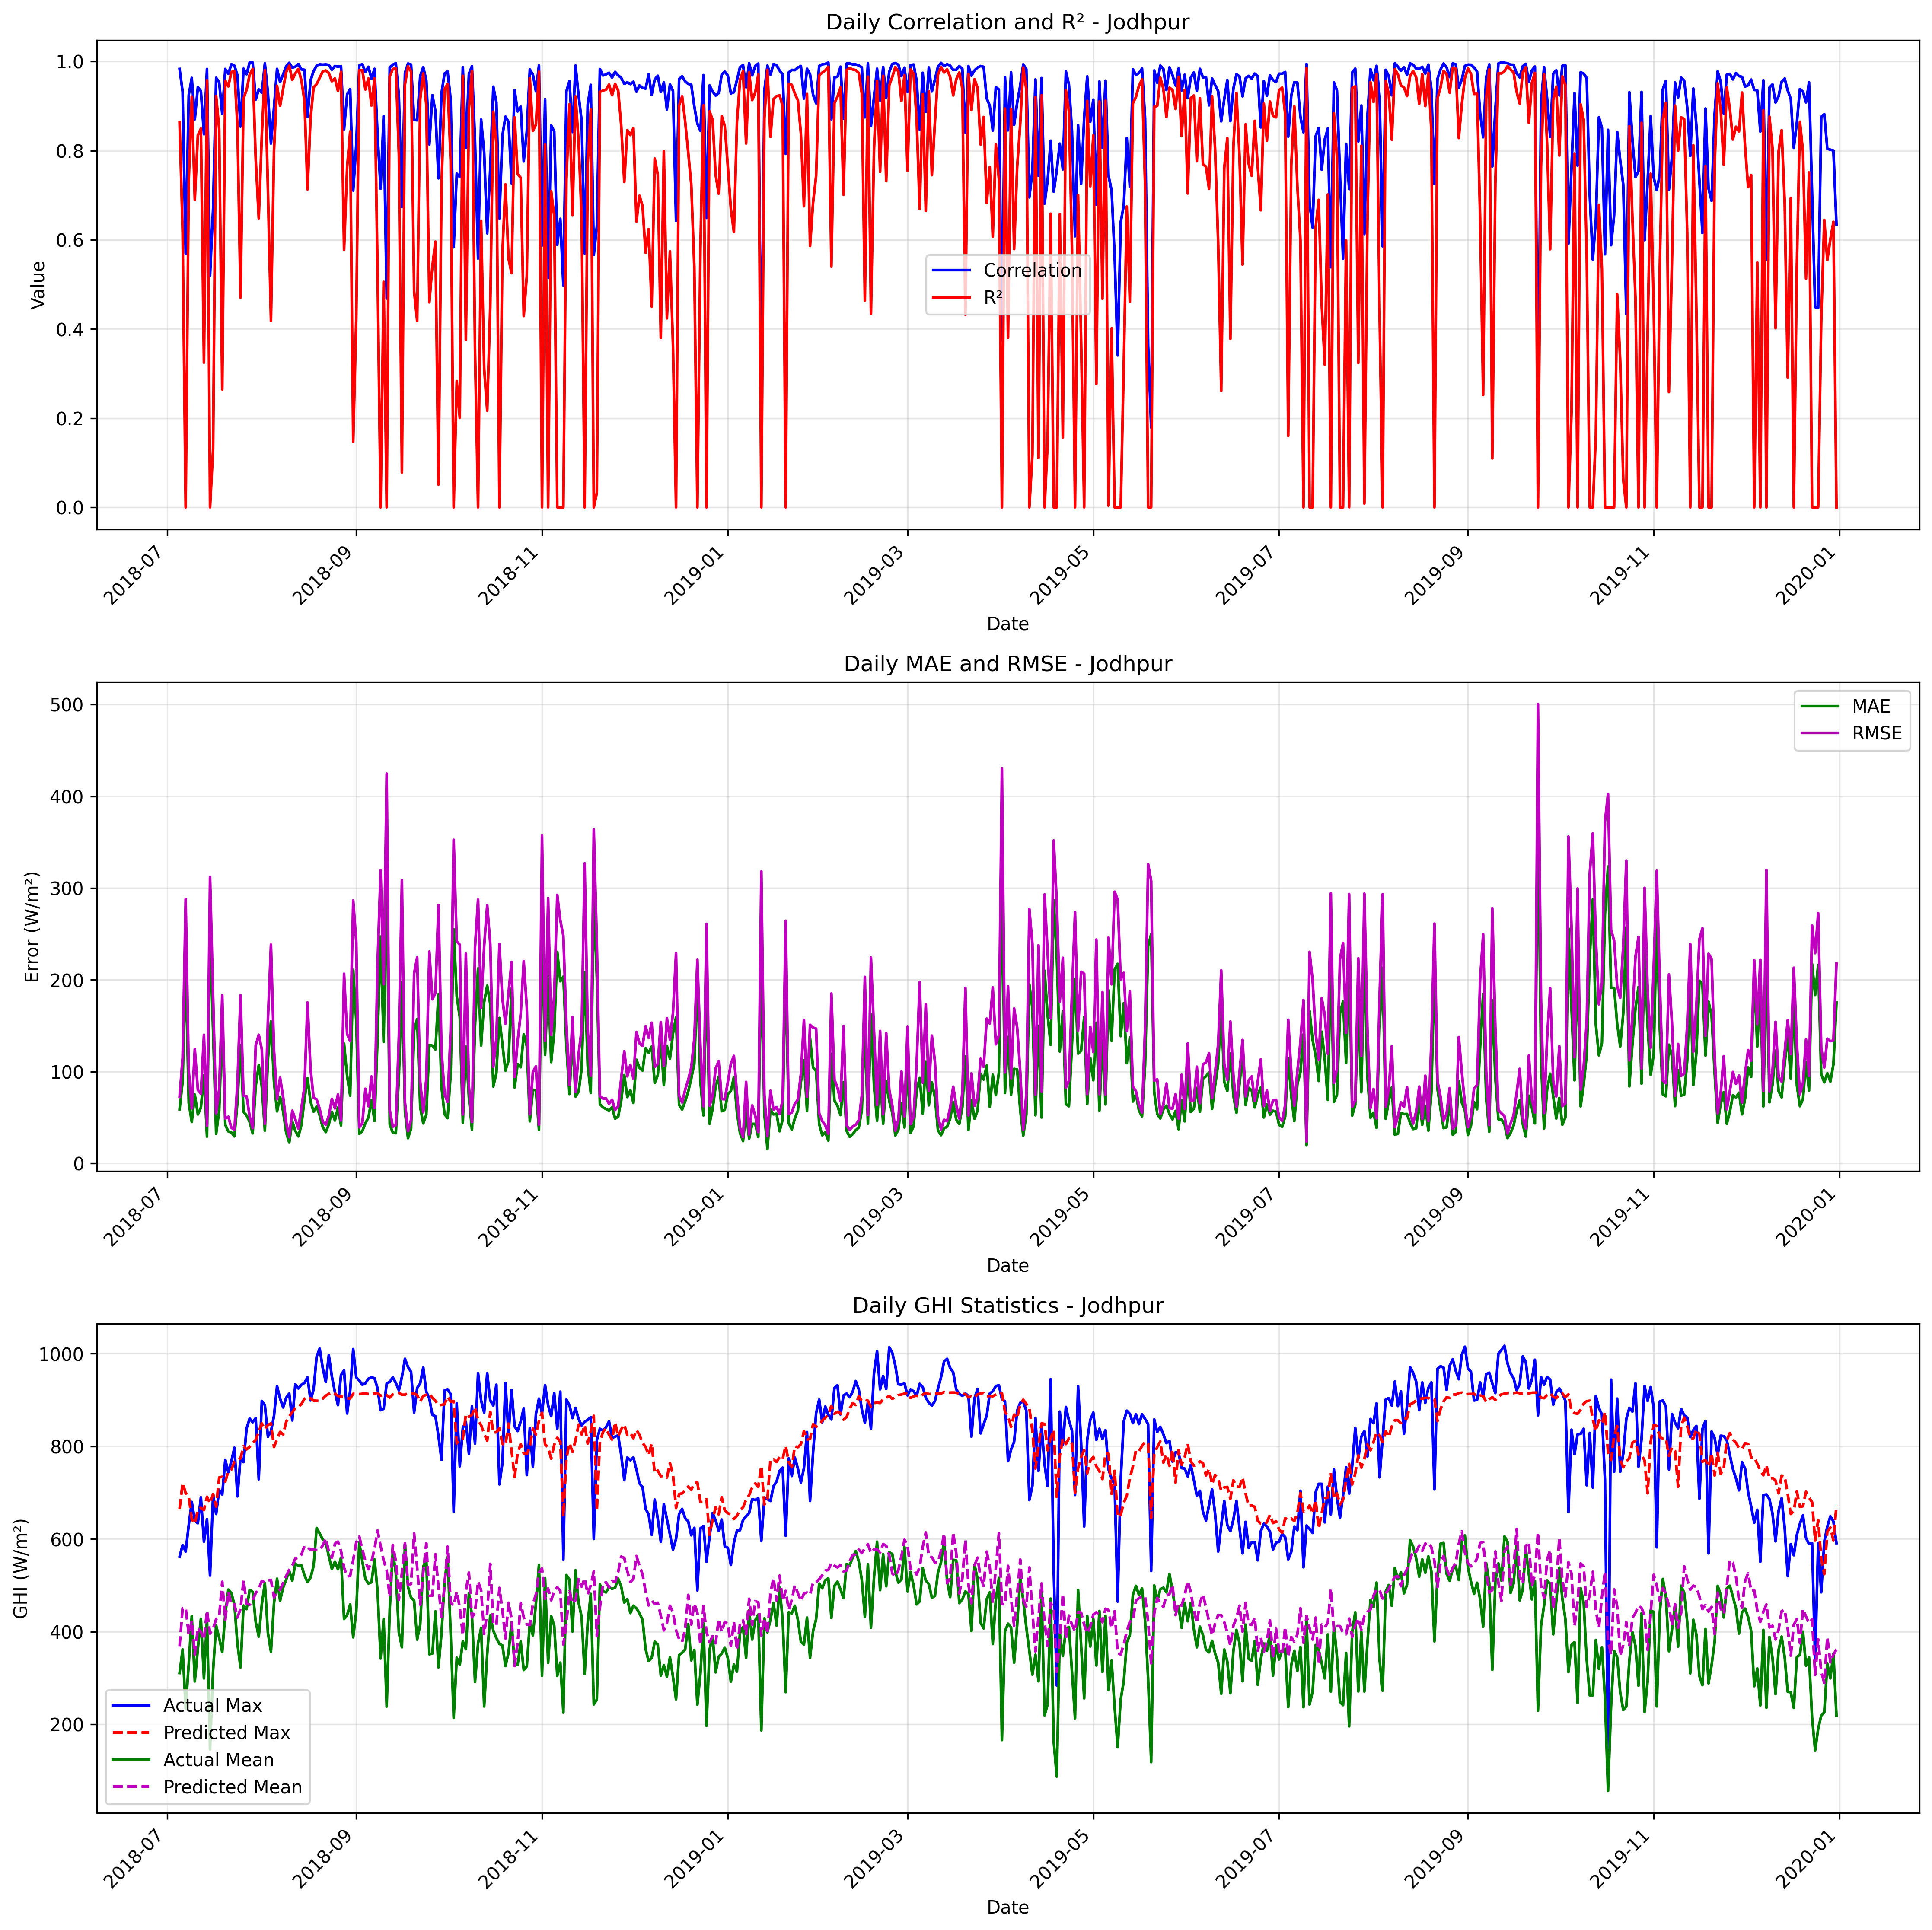 Daily Correlation and R² - Jodhpur
1.0
0.8
0.6
0.4
0.2
0.0
Value
Correlation
R²
2018-07
2018-09
2018-11
2019-01
2019-03
2019-05
2019-07
2019-09
2019-11
2020-01
Date
Daily MAE and RMSE - Jodhpur
500
400
300
200
100
0
Error (W/m²)
MAE
RMSE
2018-07
2018-09
2018-11
2019-01
2019-03
2019-05
2019-07
2019-09
2019-11
2020-01
Date
Daily GHI Statistics - Jodhpur
1000
800
600
400
200
GHI (W/m²)
Actual Max
Predicted Max
Actual Mean
Predicted Mean
2018-07
2018-09
2018-11
2019-01
2019-03
2019-05
2019-07
2019-09
2019-11
2020-01
Date